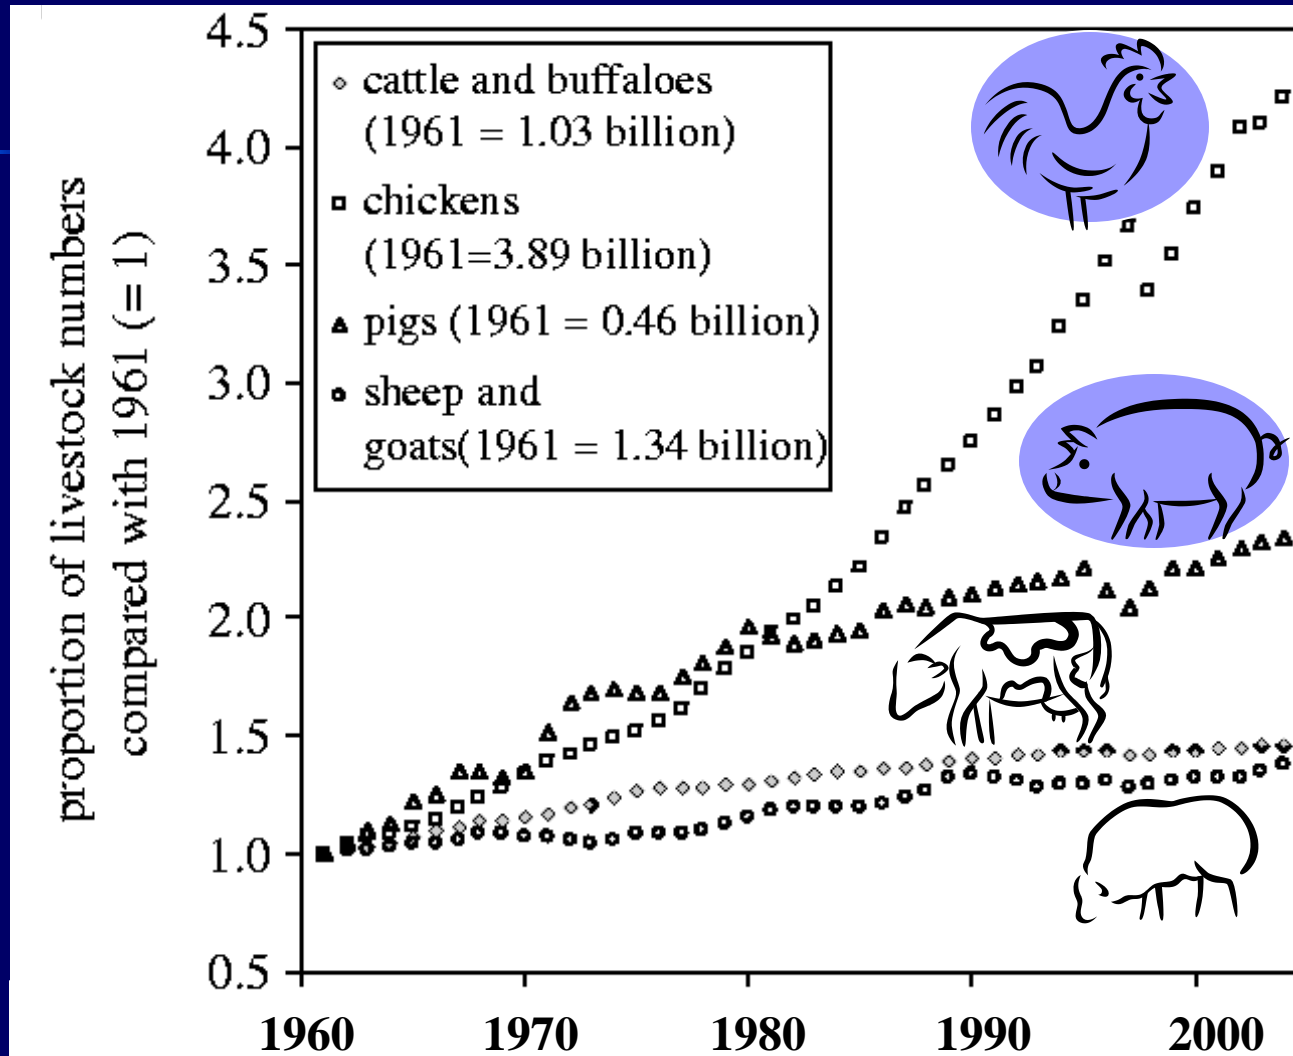 proportion of livestock numbers
compared with 1961 (= 1)
4.5
4.0
3.5
3.0
2.5
2.0
1.5
1.0
0.5
cattle and buffaloes
(1961 = 1.03 billion)
chickens
(1961=3.89 billion)
pigs (1961 = 0.46 billion)
sheep and
goats(1961 = 1.34 billion)
1960 1970 1980 1990 2000